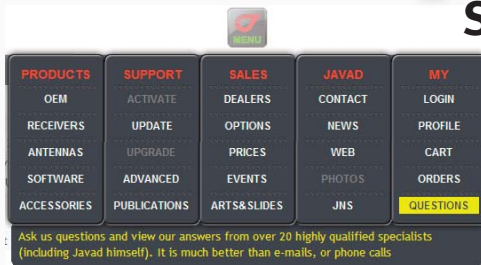 S
MENU
PRODUCTS SUPPORT SALES JAVAD MY
OEM ACTIVATE DEALERS CONTACT LOGIN
RECEIVERS UPDATE OPTIONS NEWS PROFILE
ANTENNAS UPGRADE PRICES WEB CART
SOFTWARE ADVANCED EVENTS PHOTOS ORDERS
ACCESSORIES PUBLICATIONS ARTS&SLIDES JNS QUESTIONS
Ask us questions and view our answers from over 20 highly qualified specialists
(including Javad himself). It is much better than e-mails, or phone calls